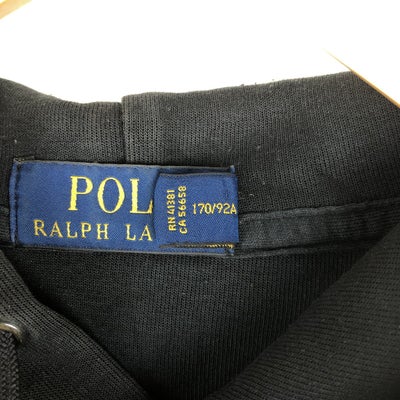 POL
RALPH LA
RN 41381
CA 56658
170/92A